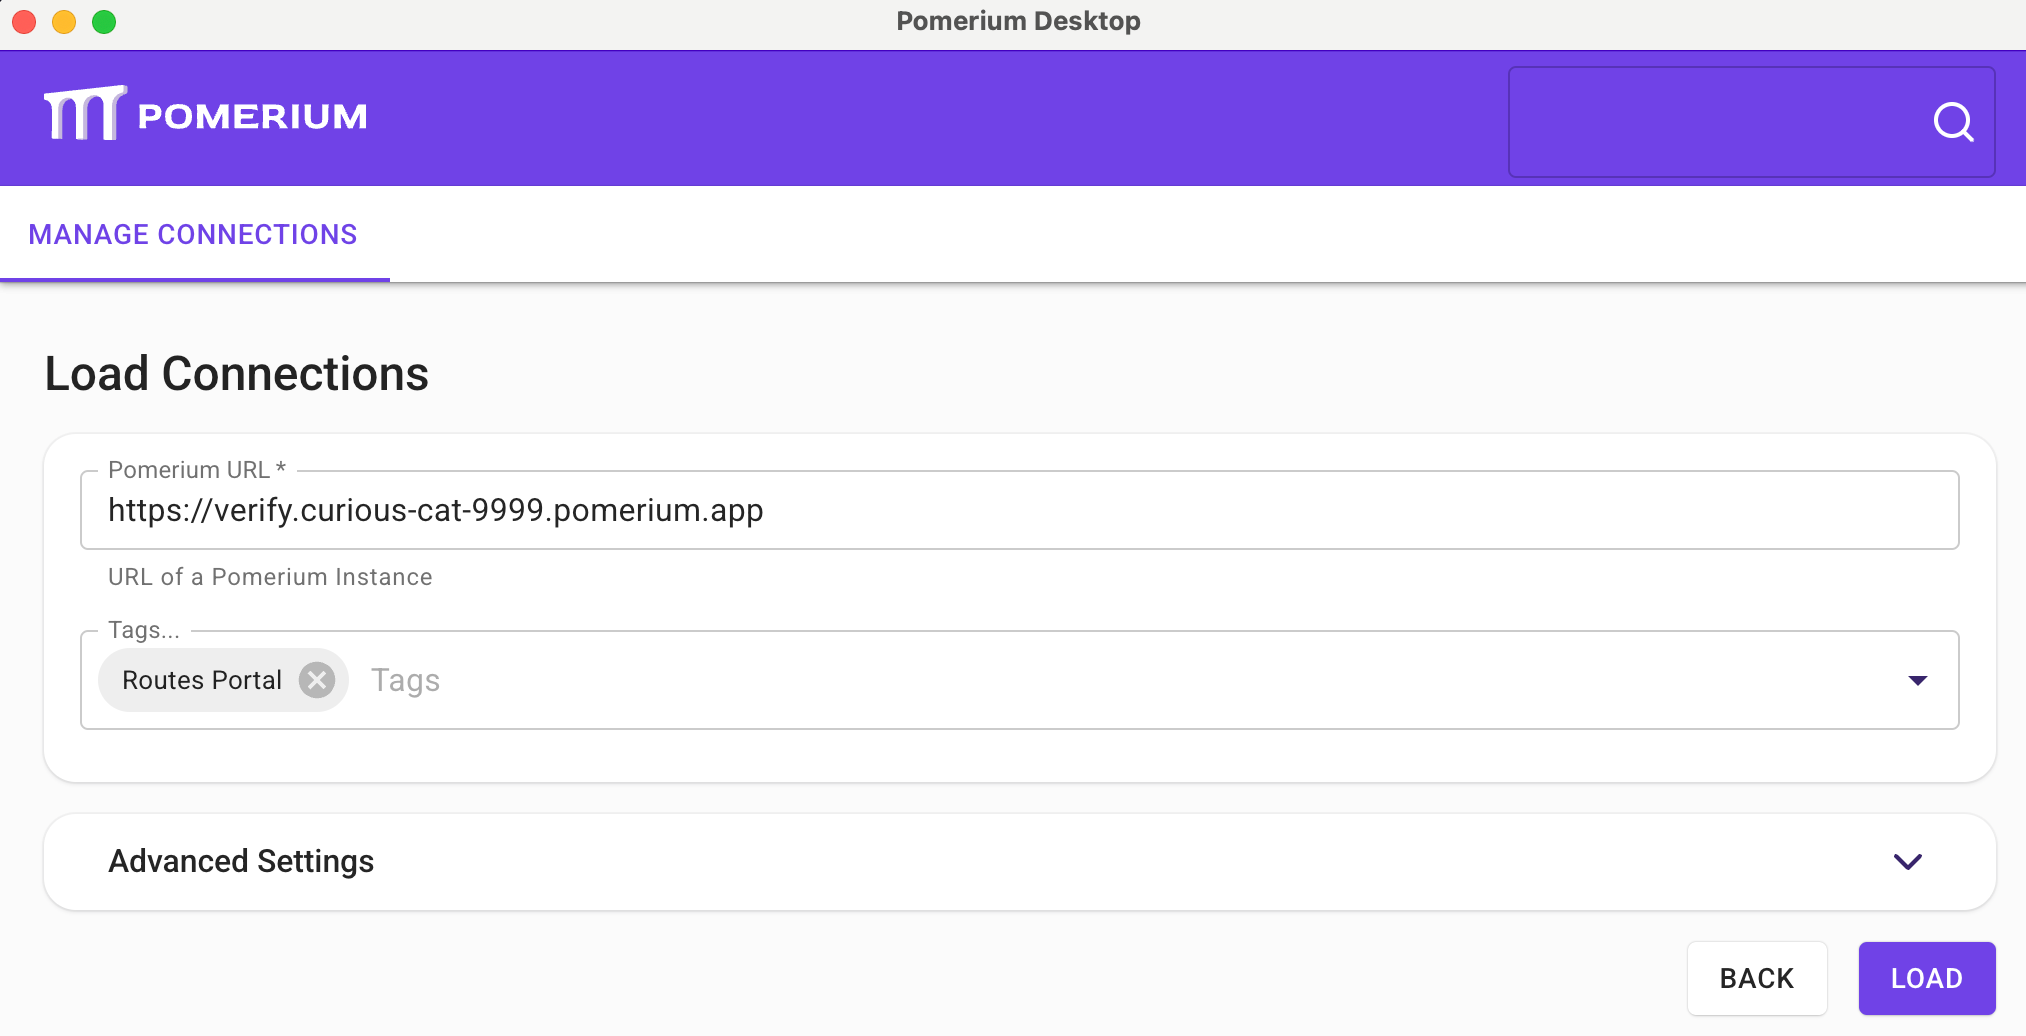 Pomerium Desktop
POMERIUM
MANAGE CONNECTIONS
Load Connections
Pomerium URL *
https://verify.curious-cat-9999.pomerium.app
URL of a Pomerium Instance
Tags...
Routes Portal Tags
Advanced Settings
BACK LOAD